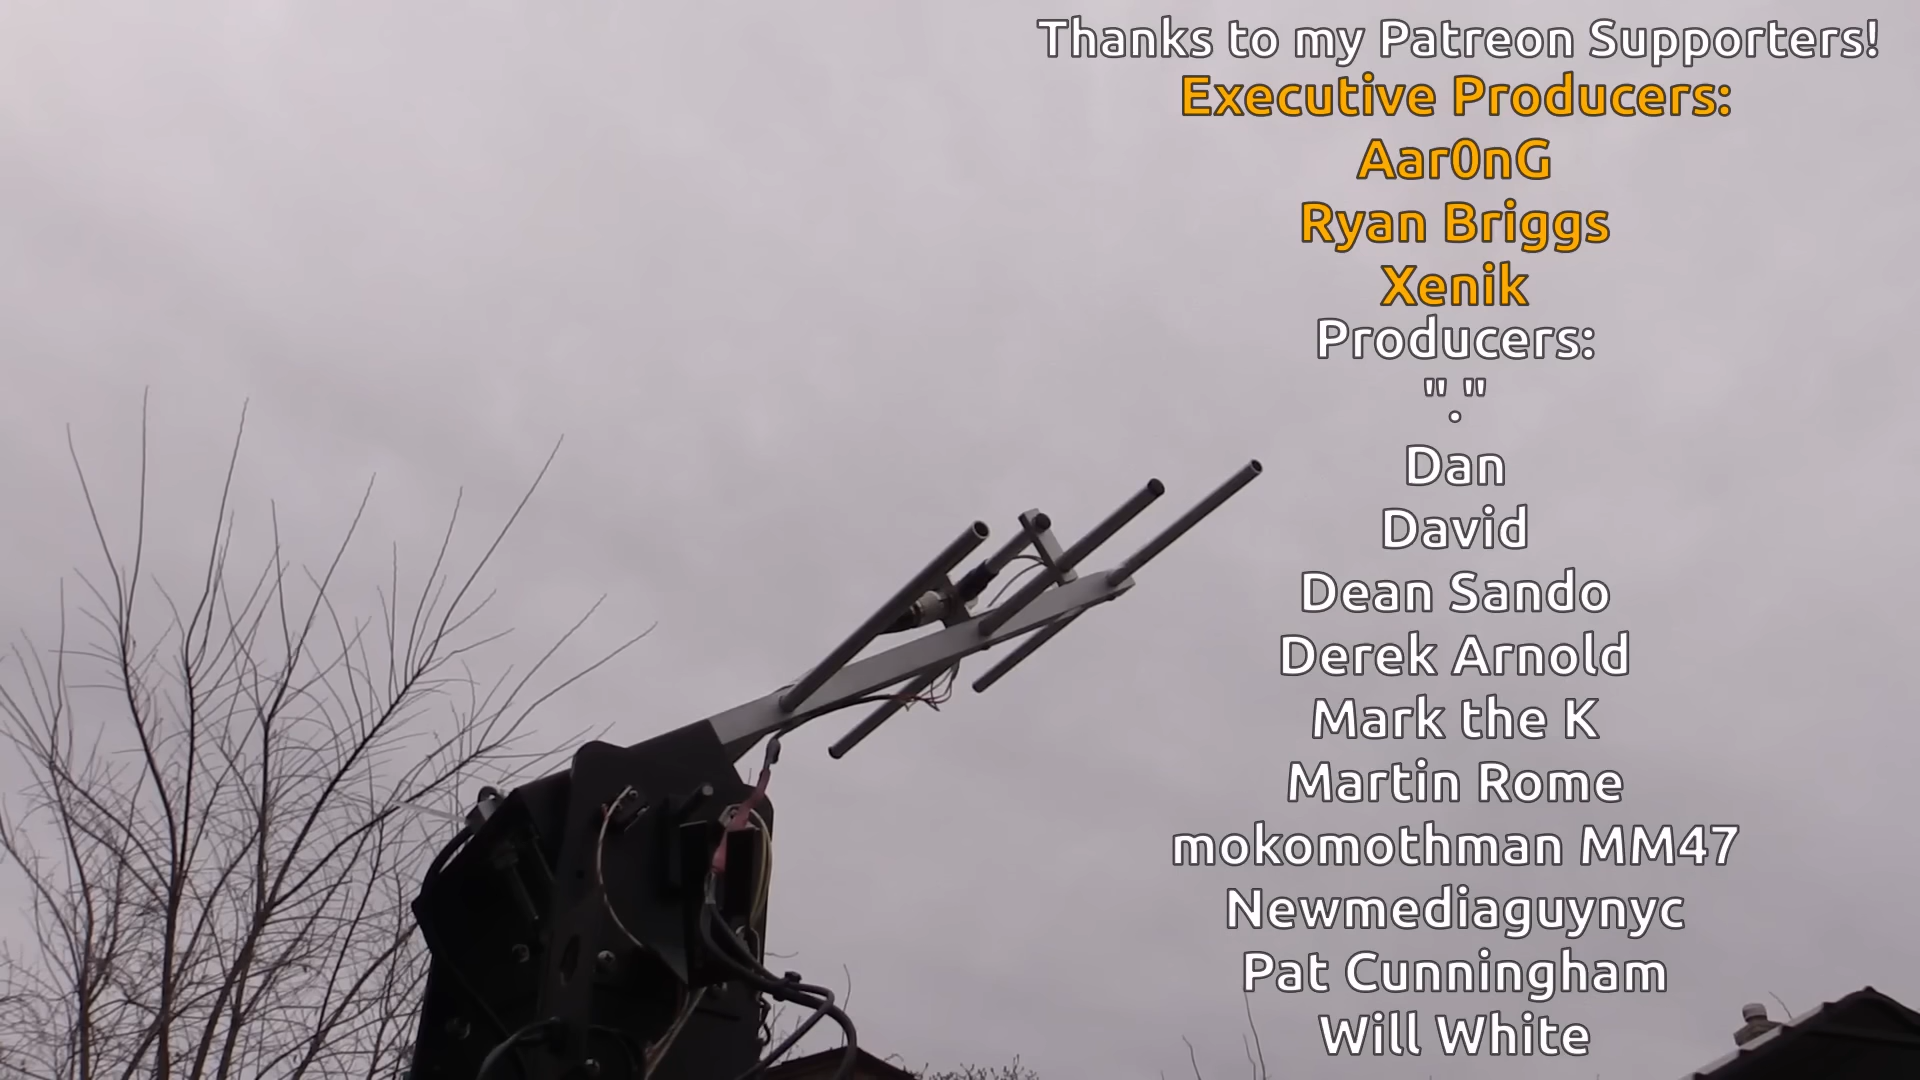 Thanks to my Patreon Supporters!
Executive Producers:
Aar0nG
Ryan Briggs
Xenik
Producers:
"."
Dan
David
Dean Sando
Derek Arnold
Mark the K
Martin Rome
mokomothman MM47
Newmediaguynyc
Pat Cunningham
Will White